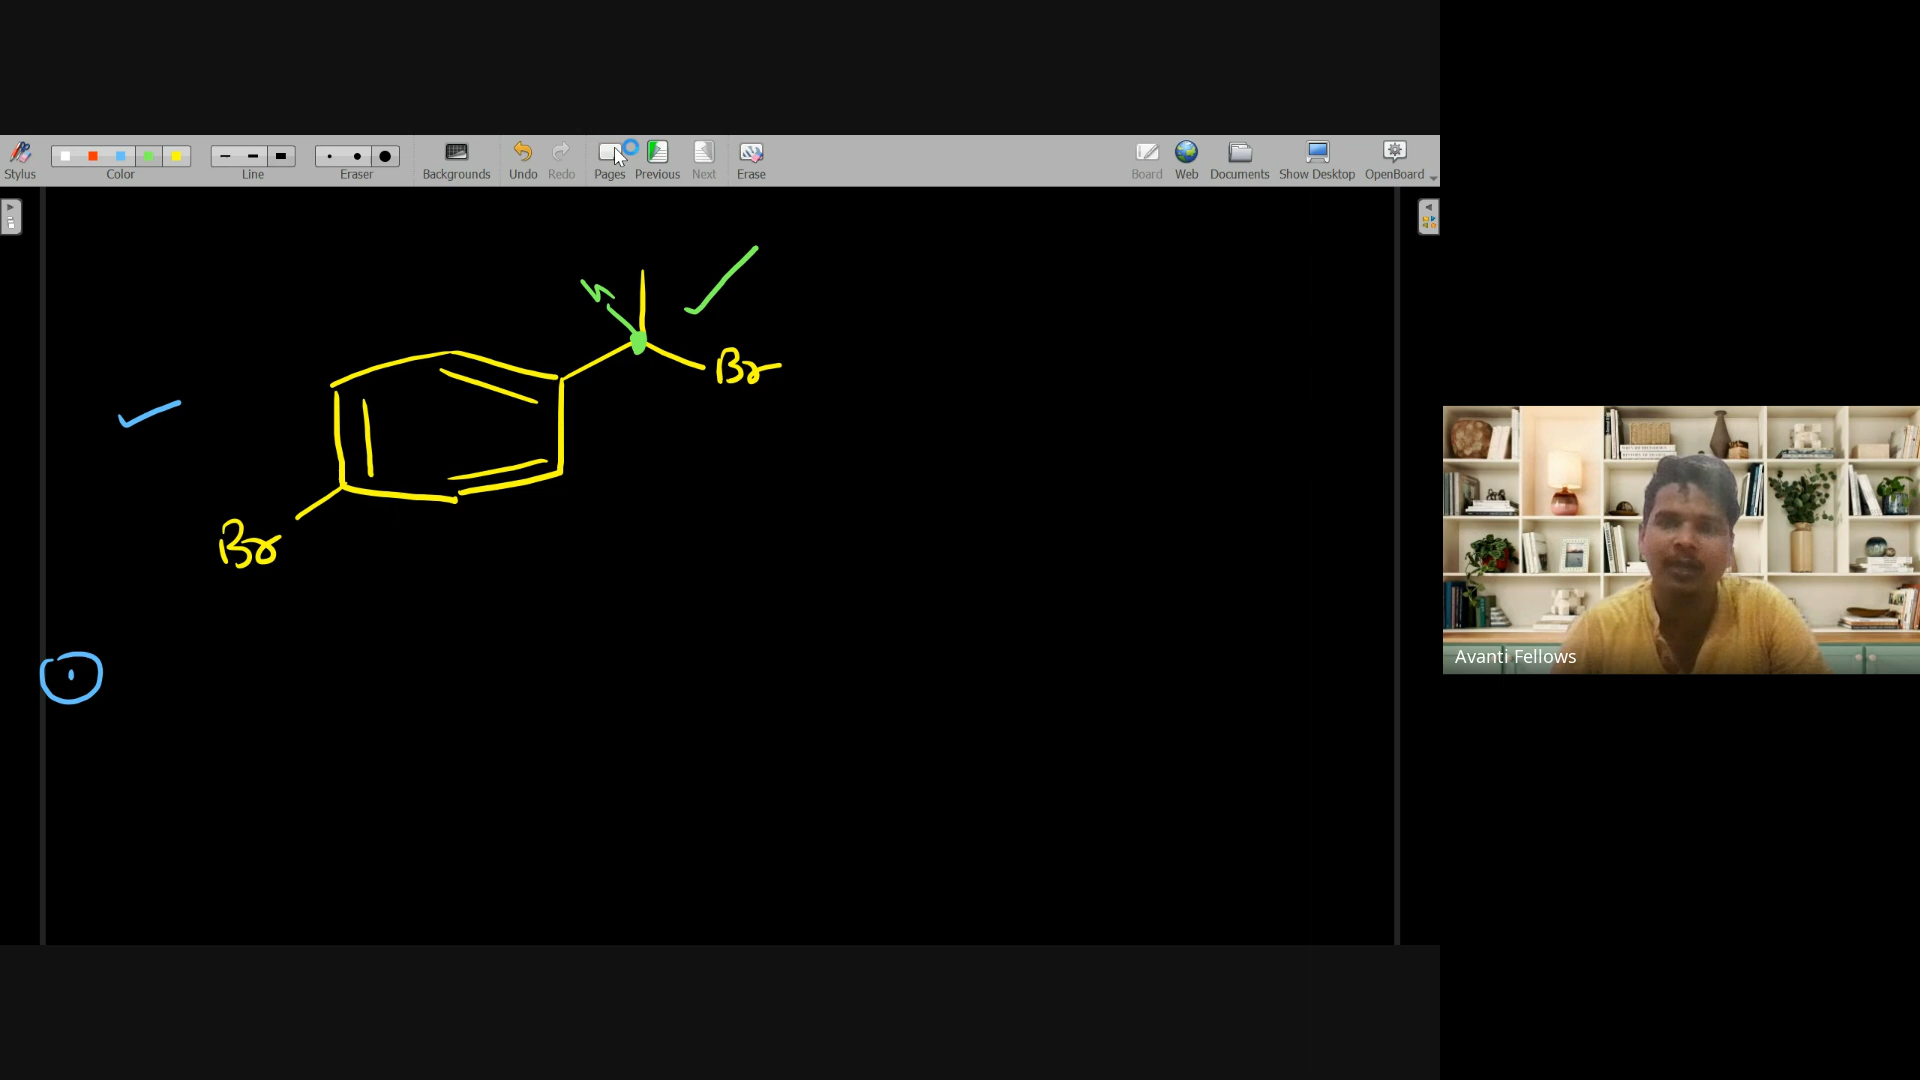 Stylus Color Line Eraser Backgrounds Undo Redo Pages Previous Next Erase Board Web Documents Show Desktop OpenBoard
Br
Br
Avanti Fellows